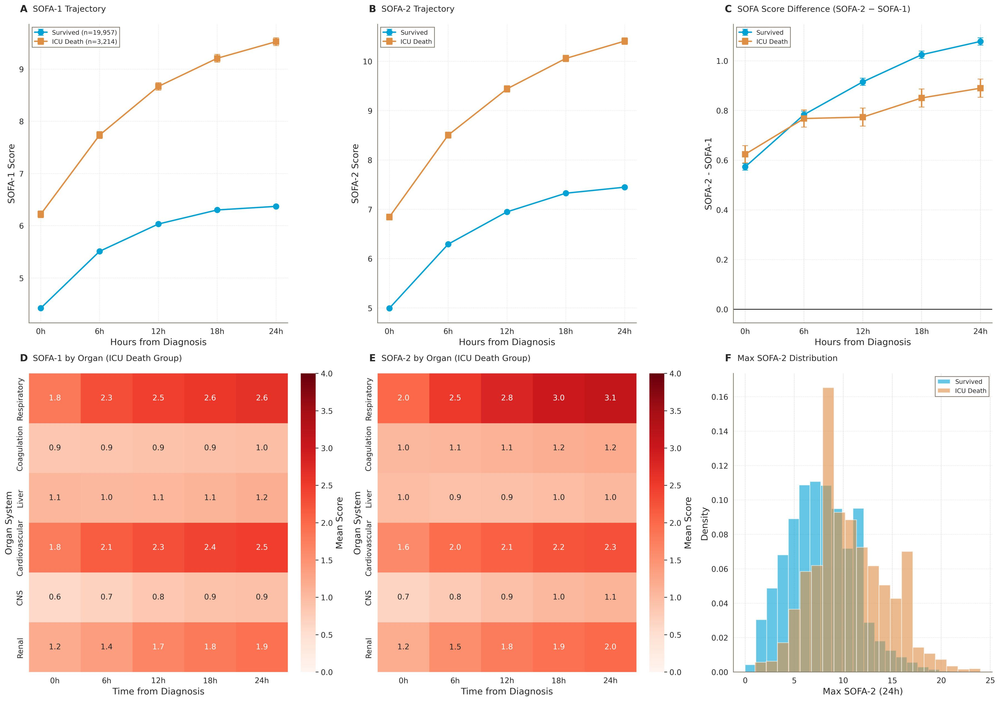 A SOFA-1 Trajectory
Survived (n=19,957)
ICU Death (n=3,214)
SOFA-1 Score
9
8
7
6
5
0h 6h 12h 18h 24h
Hours from Diagnosis
B SOFA-2 Trajectory
Survived
ICU Death
SOFA-2 Score
10
9
8
7
6
5
0h 6h 12h 18h 24h
Hours from Diagnosis
C SOFA Score Difference (SOFA-2 − SOFA-1)
Survived
ICU Death
SOFA-2 - SOFA-1
1.0
0.8
0.6
0.4
0.2
0.0
0h 6h 12h 18h 24h
Hours from Diagnosis
D SOFA-1 by Organ (ICU Death Group)
Organ System
Respiratory 1.8 2.3 2.5 2.6 2.6
Coagulation 0.9 0.9 0.9 0.9 1.0
Liver 1.1 1.0 1.1 1.1 1.2
Cardiovascular 1.8 2.1 2.3 2.4 2.5
CNS 0.6 0.7 0.8 0.9 0.9
Renal 1.2 1.4 1.7 1.8 1.9
0h 6h 12h 18h 24h
Time from Diagnosis
4.0
3.5
3.0
2.5
2.0
1.5
1.0
0.5
0.0
Mean Score
E SOFA-2 by Organ (ICU Death Group)
Organ System
Respiratory 2.0 2.5 2.8 3.0 3.1
Coagulation 1.0 1.1 1.1 1.2 1.2
Liver 1.0 0.9 0.9 1.0 1.0
Cardiovascular 1.6 2.0 2.1 2.2 2.3
CNS 0.7 0.8 0.9 1.0 1.1
Renal 1.2 1.5 1.8 1.9 2.0
0h 6h 12h 18h 24h
Time from Diagnosis
4.0
3.5
3.0
2.5
2.0
1.5
1.0
0.5
0.0
Mean Score
F Max SOFA-2 Distribution
Survived
ICU Death
Density
0.16
0.14
0.12
0.10
0.08
0.06
0.04
0.02
0.00
0 5 10 15 20 25
Max SOFA-2 (24h)